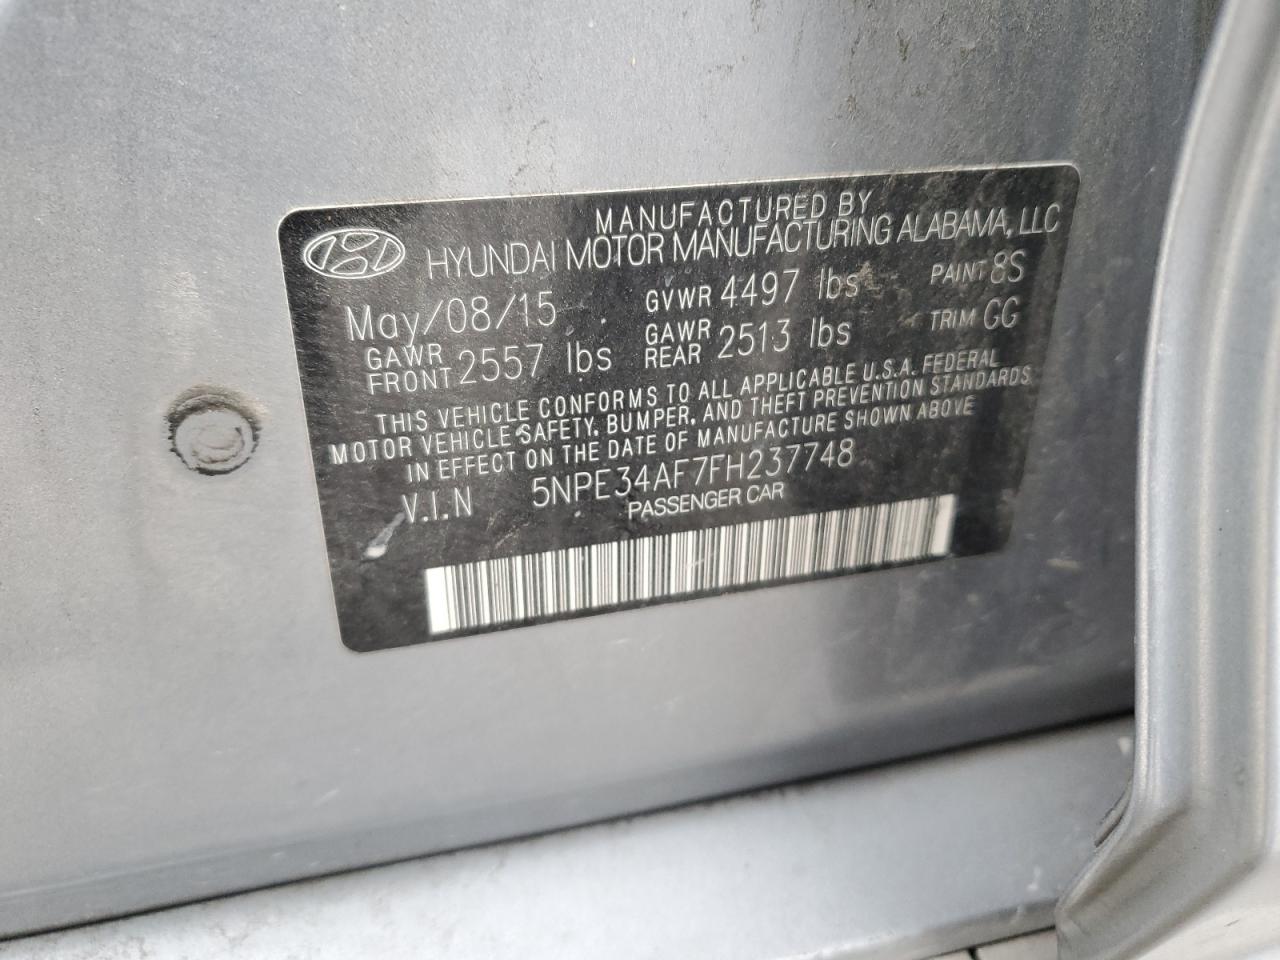 MANUFACTURED BY
HYUNDAI MOTOR MANUFACTURING ALABAMA, LLC
May/08/15 GVWR 4497 lbs PAINT 8S
GAWR FRONT 2557 lbs GAWR REAR 2513 lbs TRIM GG
THIS VEHICLE CONFORMS TO ALL APPLICABLE U.S.A. FEDERAL
MOTOR VEHICLE SAFETY, BUMPER, AND THEFT PREVENTION STANDARDS
IN EFFECT ON THE DATE OF MANUFACTURE SHOWN ABOVE
V.I.N 5NPE34AF7FH237748
PASSENGER CAR